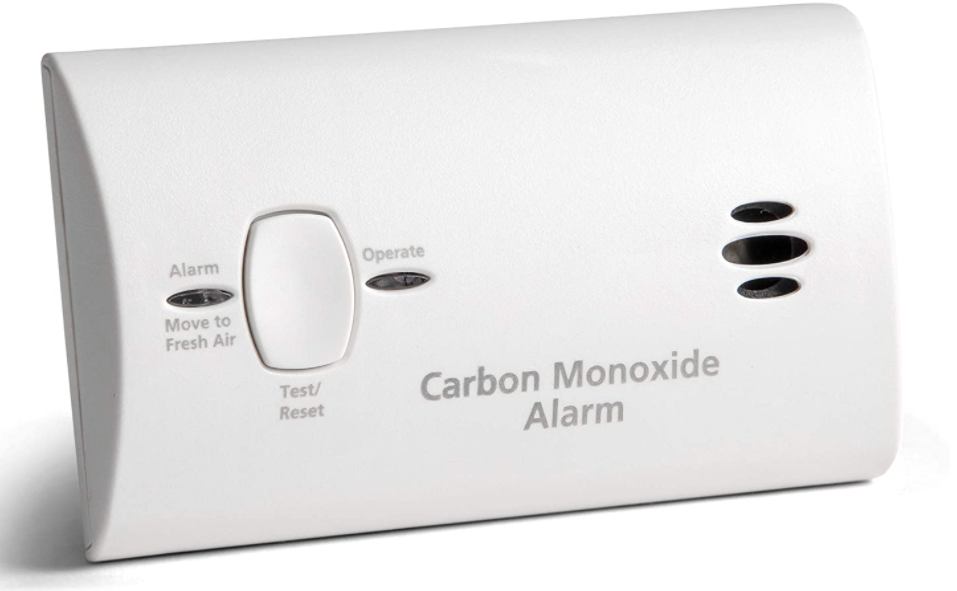 Alarm
Move to
Fresh Air
Test/
Reset
Operate
Carbon Monoxide
Alarm